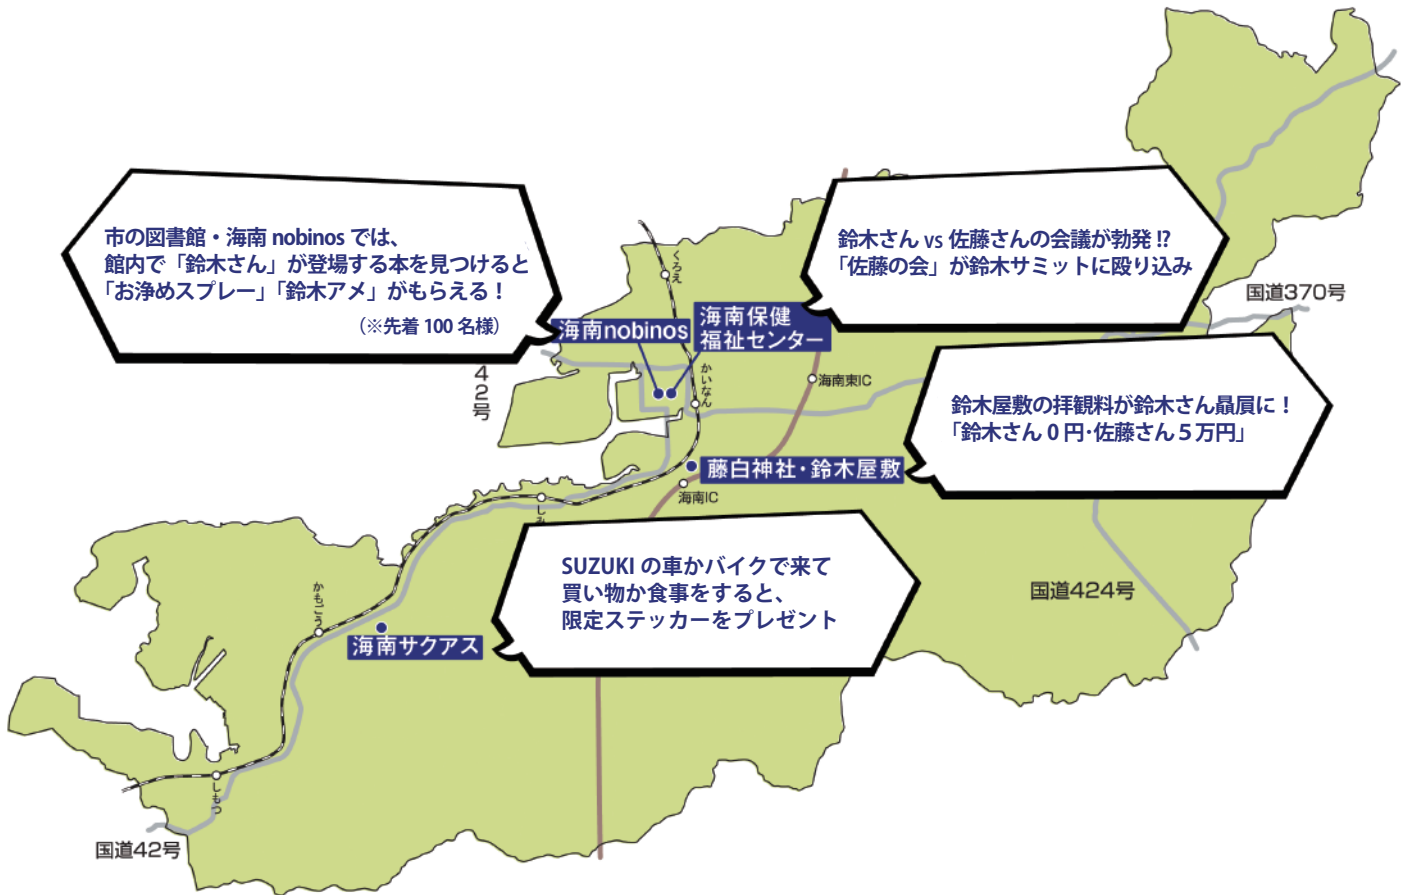 市の図書館・海南 nobinos では、
館内で「鈴木さん」が登場する本を見つけると
「お浄めスプレー」「鈴木アメ」がもらえる！
（※先着 100 名様）
鈴木さん vs 佐藤さんの会議が勃発 !?
「佐藤の会」が鈴木サミットに殴り込み
くろえ
国道370号
海南nobinos
海南保健
福祉センター
42号
かいなん
海南東IC
鈴木屋敷の拝観料が鈴木さん贔屓に！
「鈴木さん 0 円・佐藤さん 5 万円」
藤白神社・鈴木屋敷
海南IC
SUZUKI の車かバイクで来て
買い物か食事をすると、
限定ステッカーをプレゼント
国道424号
かもごう
海南サクアス
しもつ
国道42号